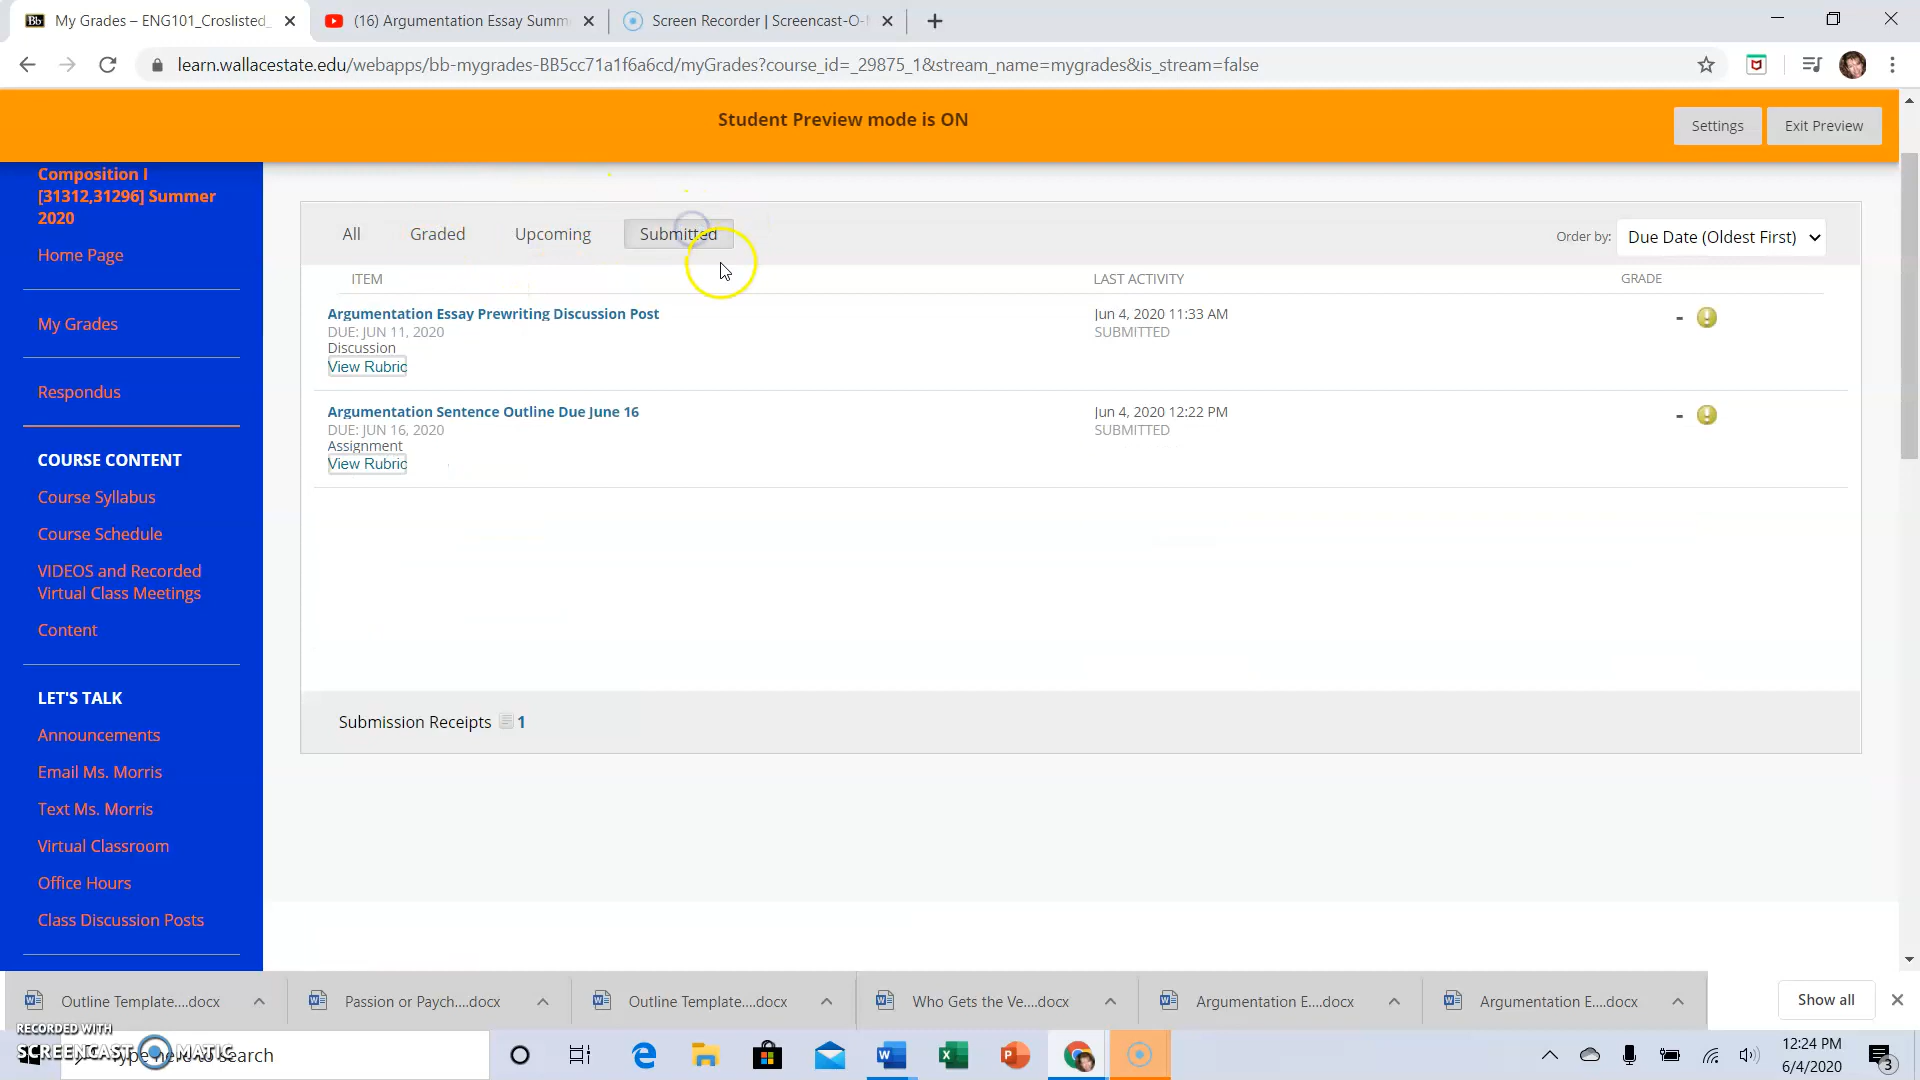 My Grades – ENG101_Croslisted_
(16) Argumentation Essay Summ
Screen Recorder | Screencast-O-
learn.wallacestate.edu/webapps/bb-mygrades-BB5cc71a1f6a6cd/myGrades?course_id=_29875_1&stream_name=mygrades&is_stream=false
Student Preview mode is ON
Settings
Exit Preview
Composition I
[31312,31296] Summer
2020
Home Page
My Grades
Respondus
COURSE CONTENT
Course Syllabus
Course Schedule
VIDEOS and Recorded
Virtual Class Meetings
Content
LET'S TALK
Announcements
Email Ms. Morris
Text Ms. Morris
Virtual Classroom
Office Hours
Class Discussion Posts
All Graded Upcoming Submitted
Order by: Due Date (Oldest First)
ITEM LAST ACTIVITY GRADE
Argumentation Essay Prewriting Discussion Post Jun 4, 2020 11:33 AM -
DUE: JUN 11, 2020 SUBMITTED
Discussion
View Rubric
Argumentation Sentence Outline Due June 16 Jun 4, 2020 12:22 PM -
DUE: JUN 16, 2020 SUBMITTED
Assignment
View Rubric
Submission Receipts 1
Outline Template....docx
Passion or Paych....docx
Outline Template....docx
Who Gets the Ve....docx
Argumentation E....docx
Argumentation E....docx
Show all
RECORDED WITH
SCREENCAST MATIC
Type here to search
12:24 PM
6/4/2020
3